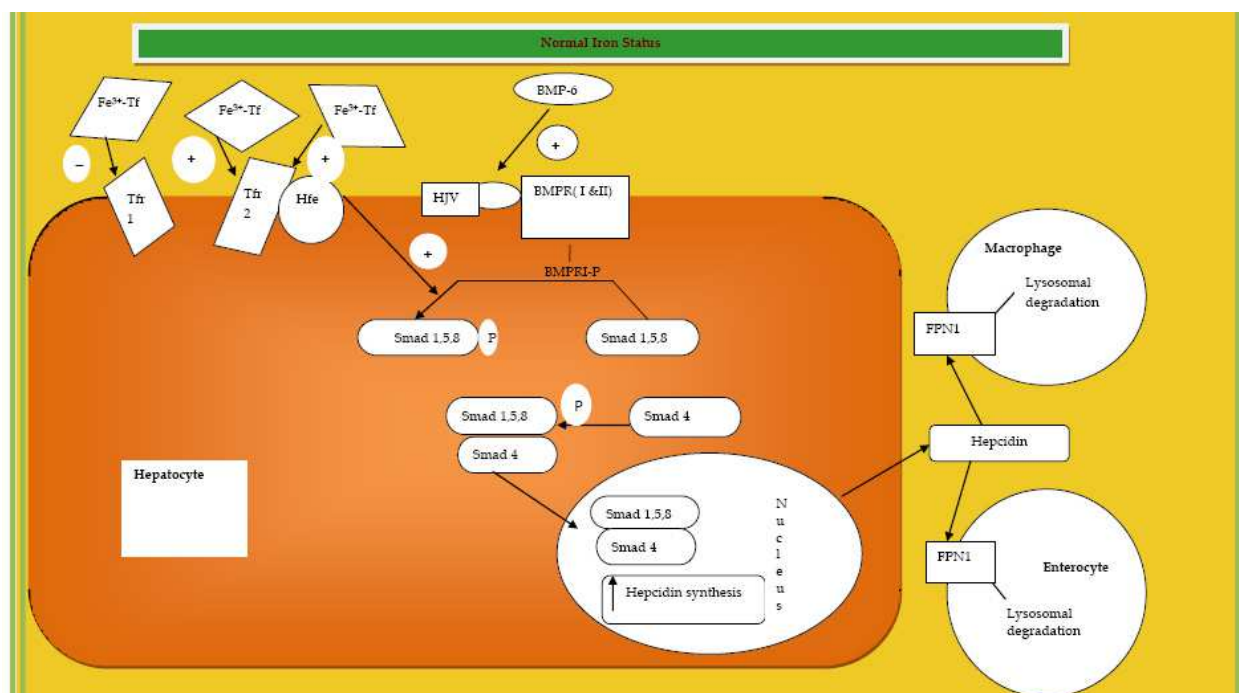 Normal Iron Status
Fe³⁺-Tf
Fe³⁺-Tf
Fe³⁺-Tf
BMP-6
–
+
+
+
Tfr
1
Tfr
2
Hfe
HJV
BMPR( I &II)
+
BMPRI-P
Smad 1,5,8
P
Smad 1,5,8
Smad 1,5,8
P
Smad 4
Smad 4
Hepatocyte
Smad 1,5,8
Smad 4
Hepcidin synthesis
Nucleus
Macrophage
Lysosomal
degradation
FPN1
Hepcidin
FPN1
Enterocyte
Lysosomal
degradation